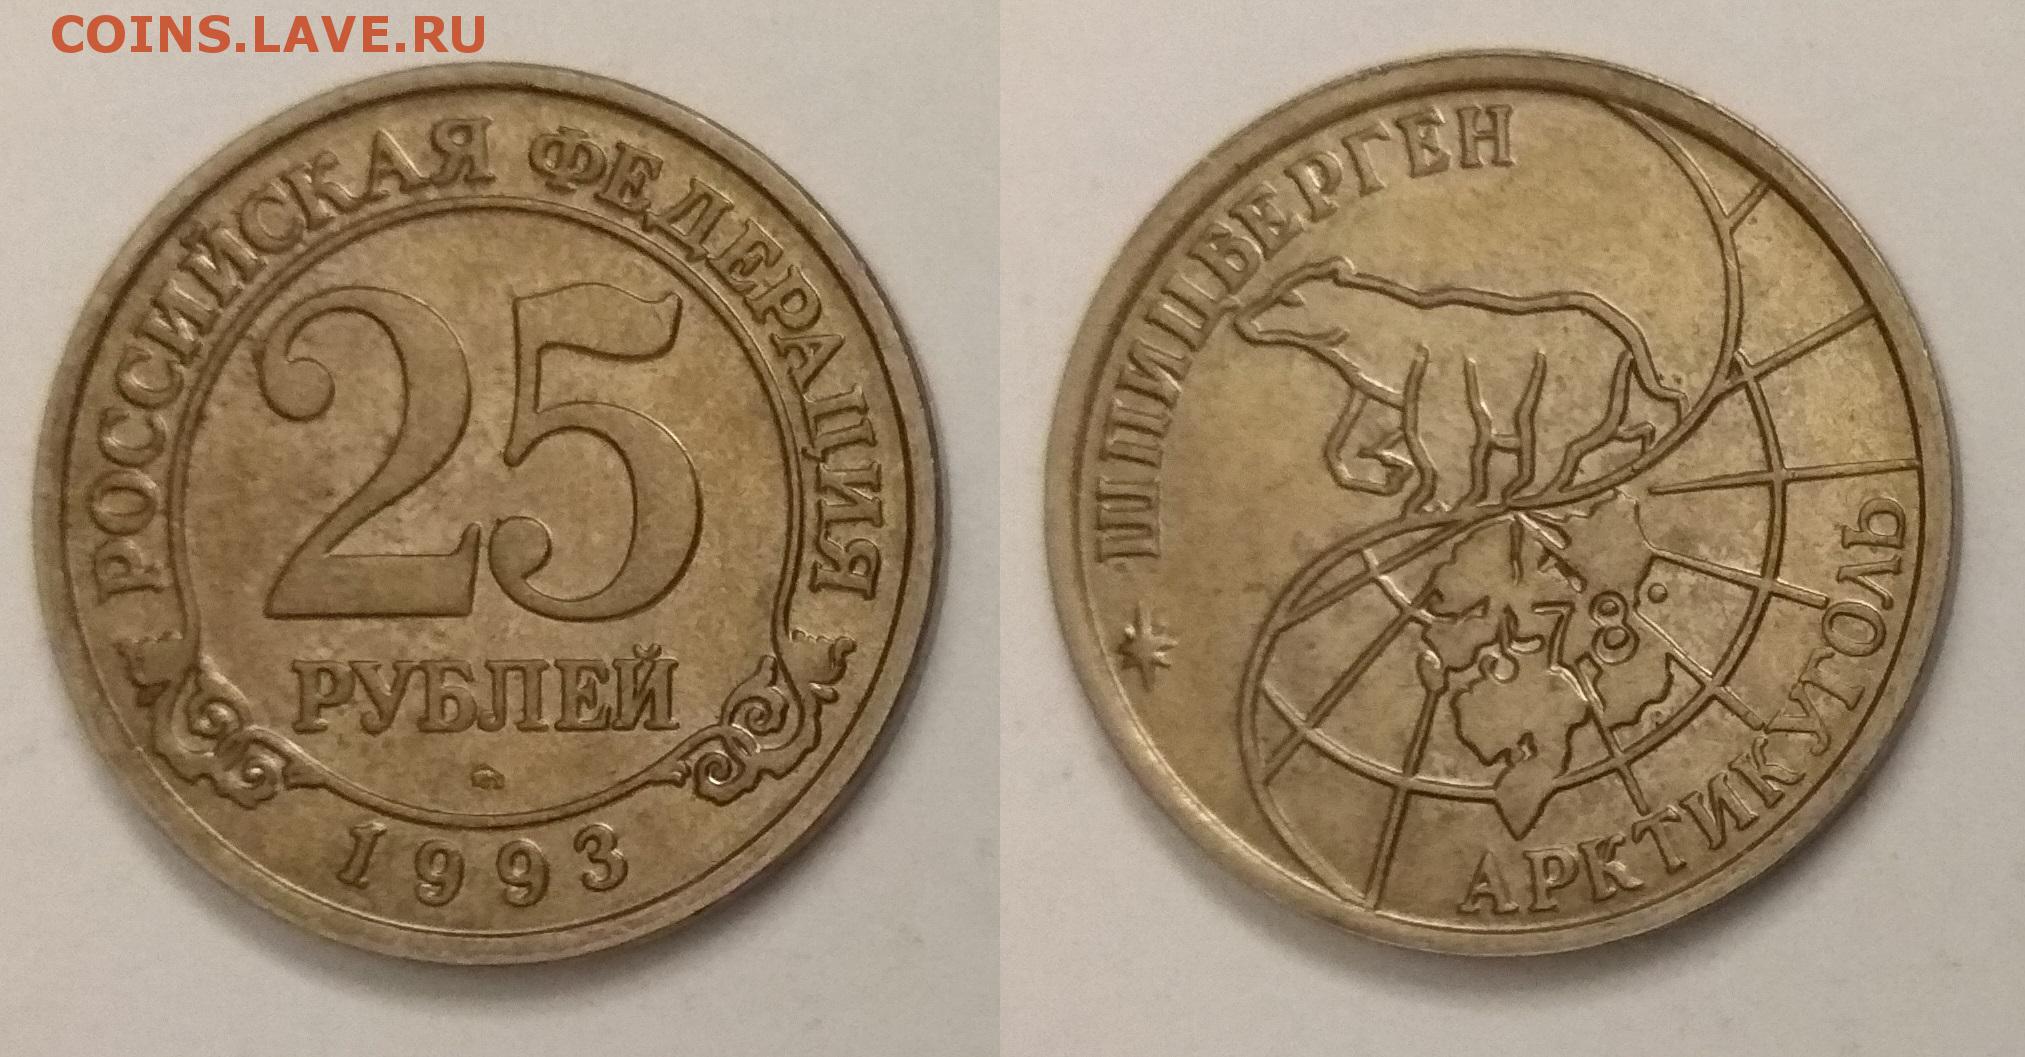 COINS.LAVE.RU
РОССИЙСКАЯ ФЕДЕРАЦИЯ
25
РУБЛЕЙ
1993
ШПИЦБЕРГЕН
78°
АРКТИКУГОЛЬ